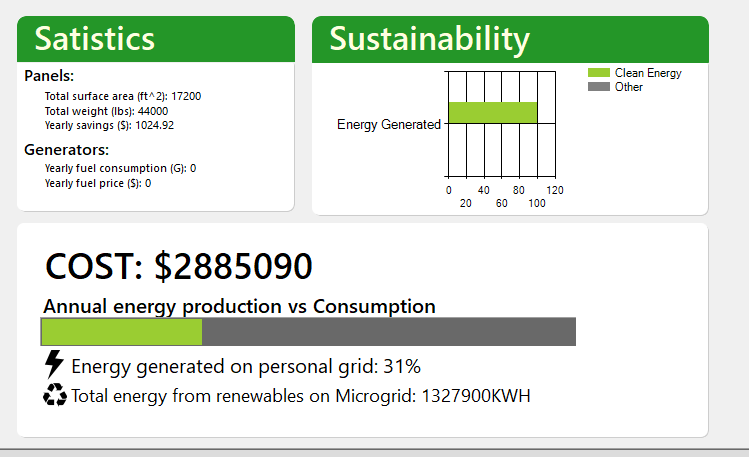 Satistics
Panels:
Total surface area (ft^2): 17200
Total weight (lbs): 44000
Yearly savings ($): 1024.92
Generators:
Yearly fuel consumption (G): 0
Yearly fuel price ($): 0
Sustainability
Clean Energy
Other
Energy Generated
0 40 80 120
20 60 100
COST: $2885090
Annual energy production vs Consumption
Energy generated on personal grid: 31%
Total energy from renewables on Microgrid: 1327900KWH